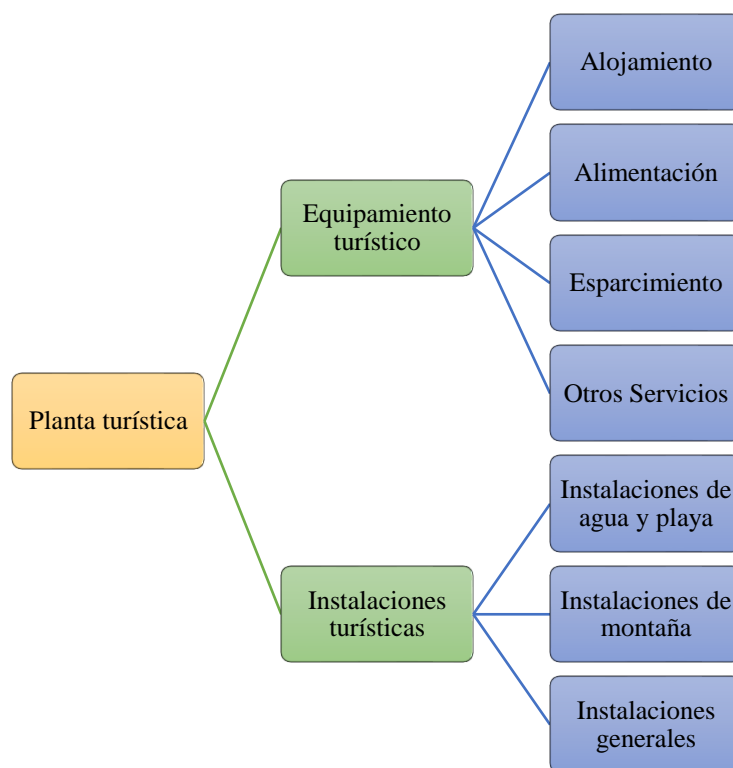 Planta turística
Equipamiento
turístico
Alojamiento
Alimentación
Esparcimiento
Otros Servicios
Instalaciones
turísticas
Instalaciones de
agua y playa
Instalaciones de
montaña
Instalaciones
generales